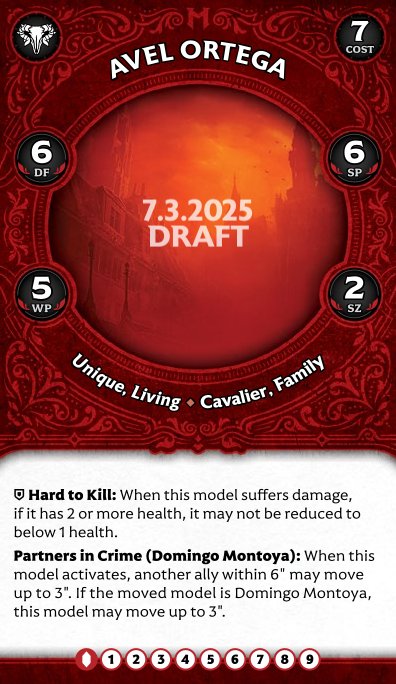 7
COST
AVEL ORTEGA
6
DF
6
SP
7.3.2025
DRAFT
5
WP
2
SZ
Unique, Living ♦ Cavalier, Family
Hard to Kill: When this model suffers damage,
if it has 2 or more health, it may not be reduced to
below 1 health.
Partners in Crime (Domingo Montoya): When this
model activates, another ally within 6" may move
up to 3". If the moved model is Domingo Montoya,
this model may move up to 3".
1 2 3 4 5 6 7 8 9